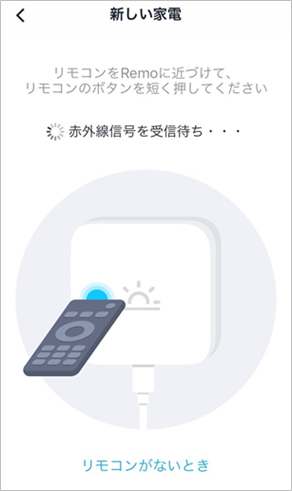 新しい家電
リモコンをRemoに近づけて、
リモコンのボタンを短く押してください
赤外線信号を受信待ち・・・
リモコンがないとき